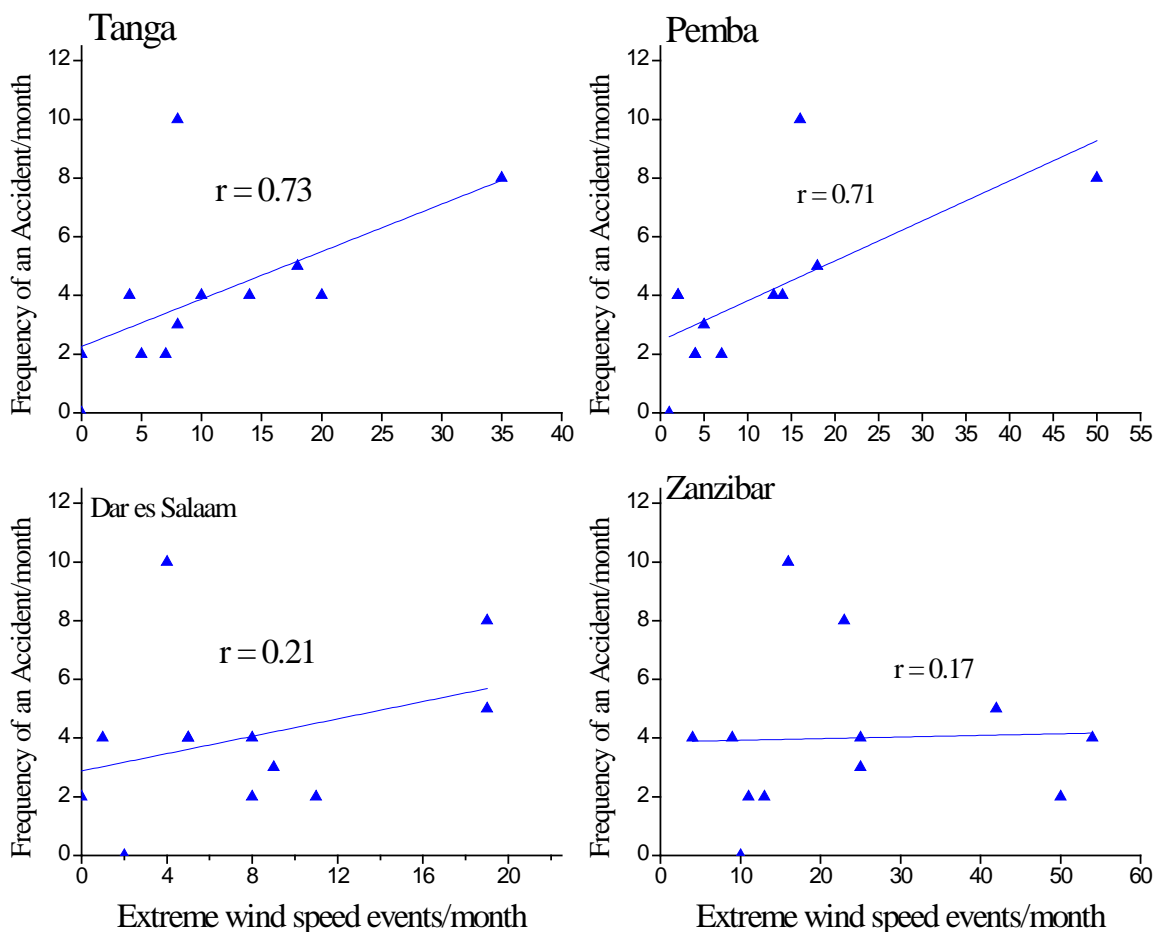 Tanga
Frequency of an Accident/month
12
10
8
6
4
2
0
r = 0.73
0 5 10 15 20 25 30 35 40
Pemba
Frequency of an Accident/month
12
10
8
6
4
2
0
r = 0.71
0 5 10 15 20 25 30 35 40 45 50 55
Dar es Salaam
Frequency of an Accident/month
12
10
8
6
4
2
0
r = 0.21
0 4 8 12 16 20
Extreme wind speed events/month
Zanzibar
Frequency of an Accident/month
12
10
8
6
4
2
0
r = 0.17
0 10 20 30 40 50 60
Extreme wind speed events/month